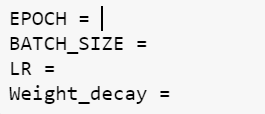 EPOCH =
BATCH_SIZE =
LR =
Weight_decay =